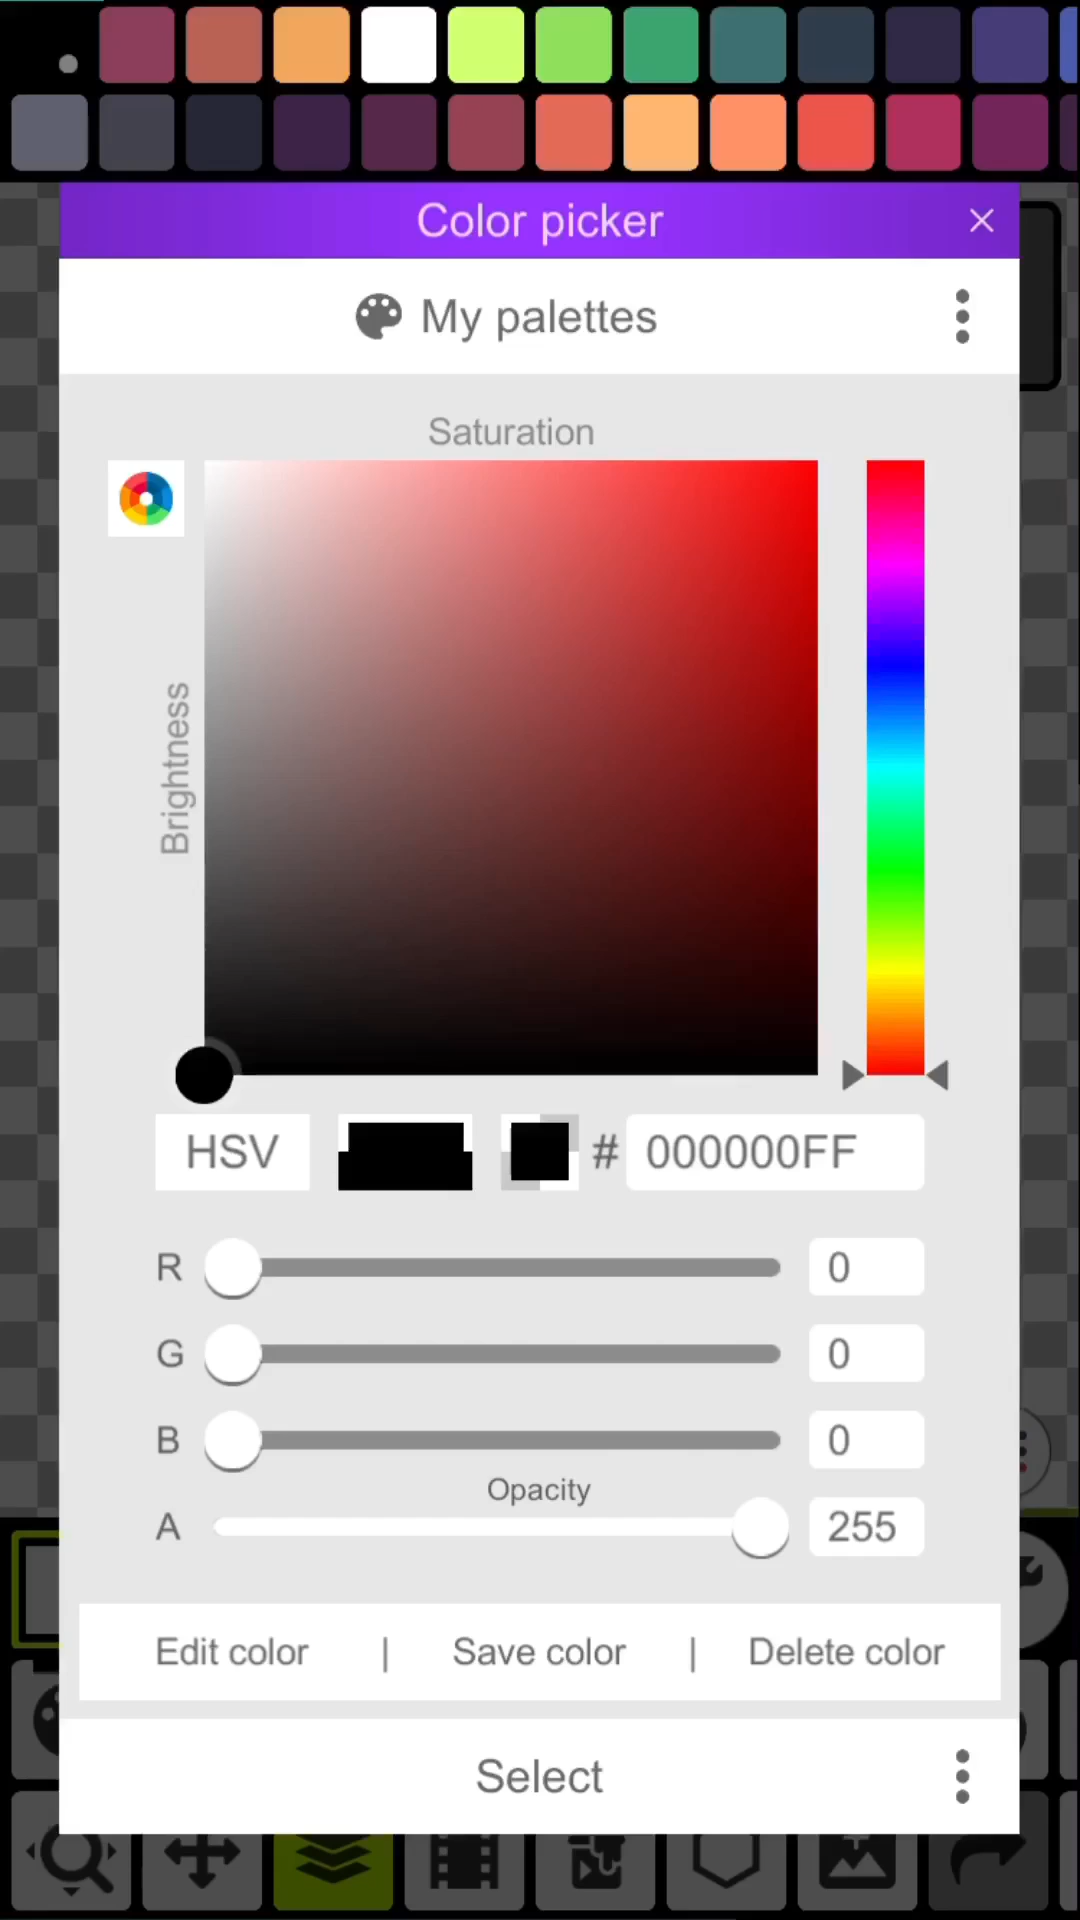 Color picker
My palettes
Saturation
Brightness
HSV # 000000FF
R 0
G 0
B 0
Opacity
A 255
Edit color | Save color | Delete color
Select